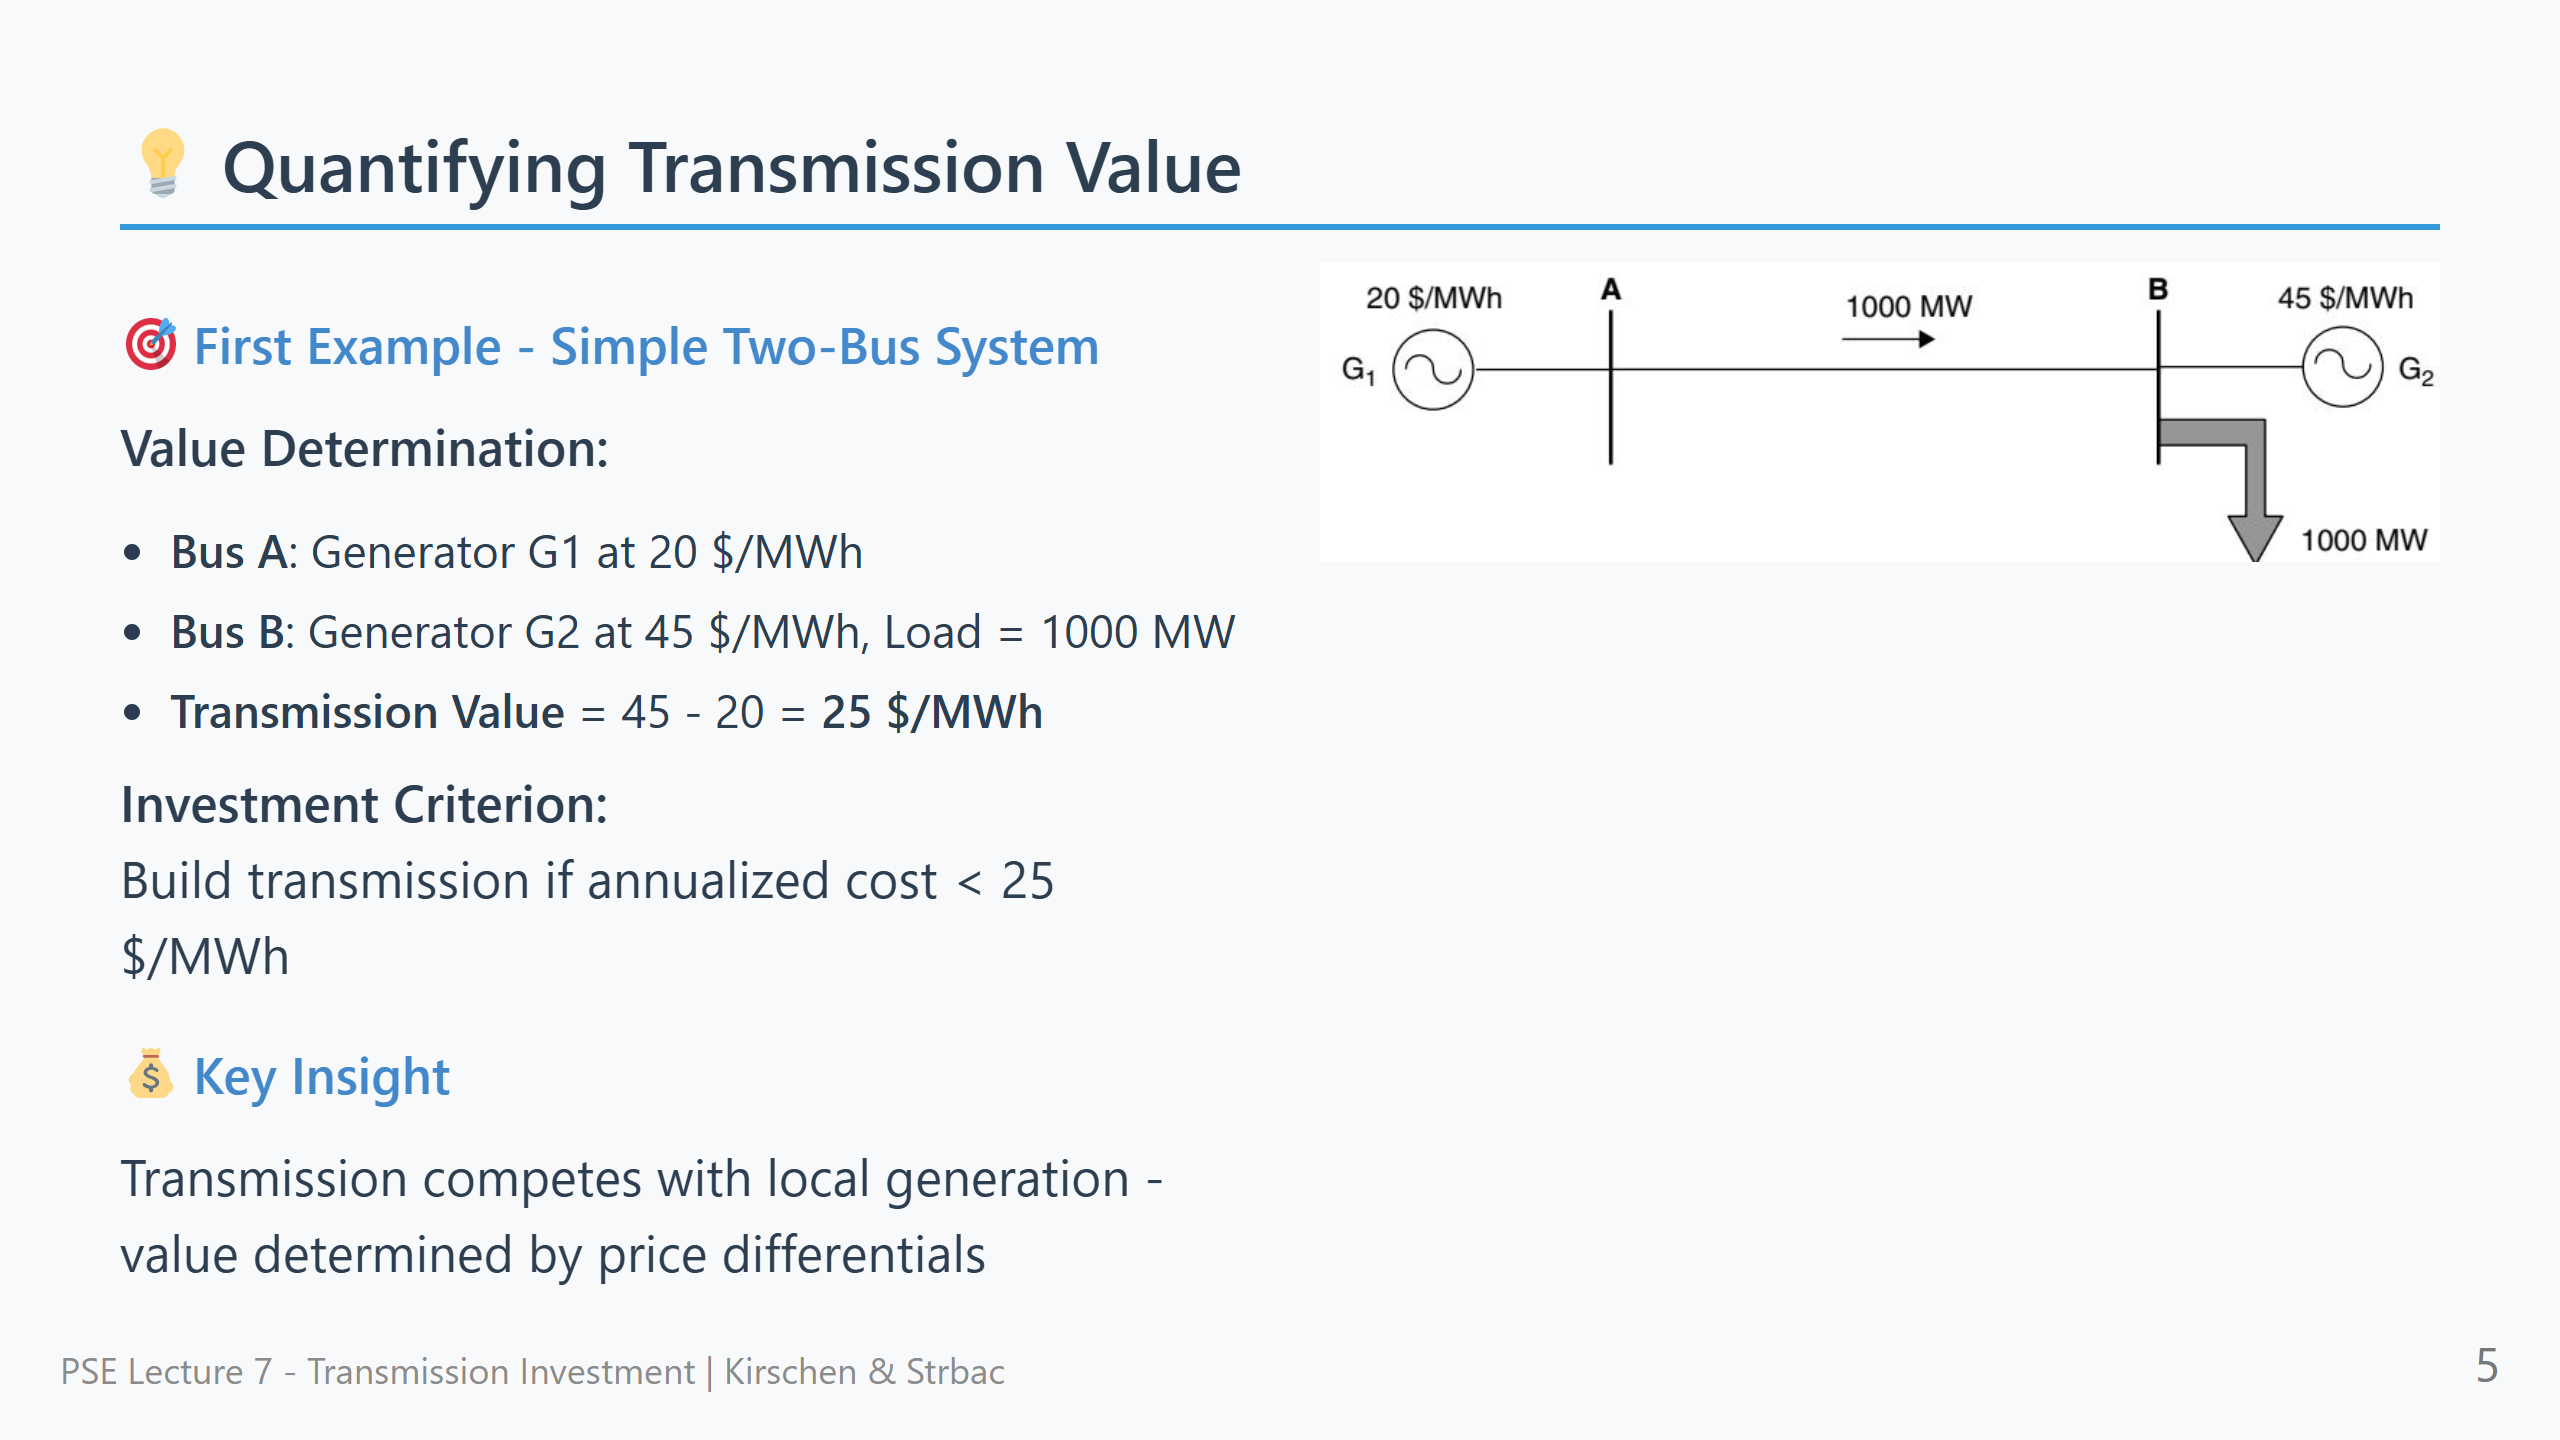 Quantifying Transmission Value
First Example - Simple Two-Bus System
Value Determination:
• Bus A: Generator G1 at 20 $/MWh
• Bus B: Generator G2 at 45 $/MWh, Load = 1000 MW
• Transmission Value = 45 - 20 = 25 $/MWh
Investment Criterion:
Build transmission if annualized cost < 25
$/MWh
Key Insight
Transmission competes with local generation -
value determined by price differentials
20 $/MWh
A
1000 MW
B
45 $/MWh
G₁
G₂
1000 MW
PSE Lecture 7 - Transmission Investment | Kirschen & Strbac
5